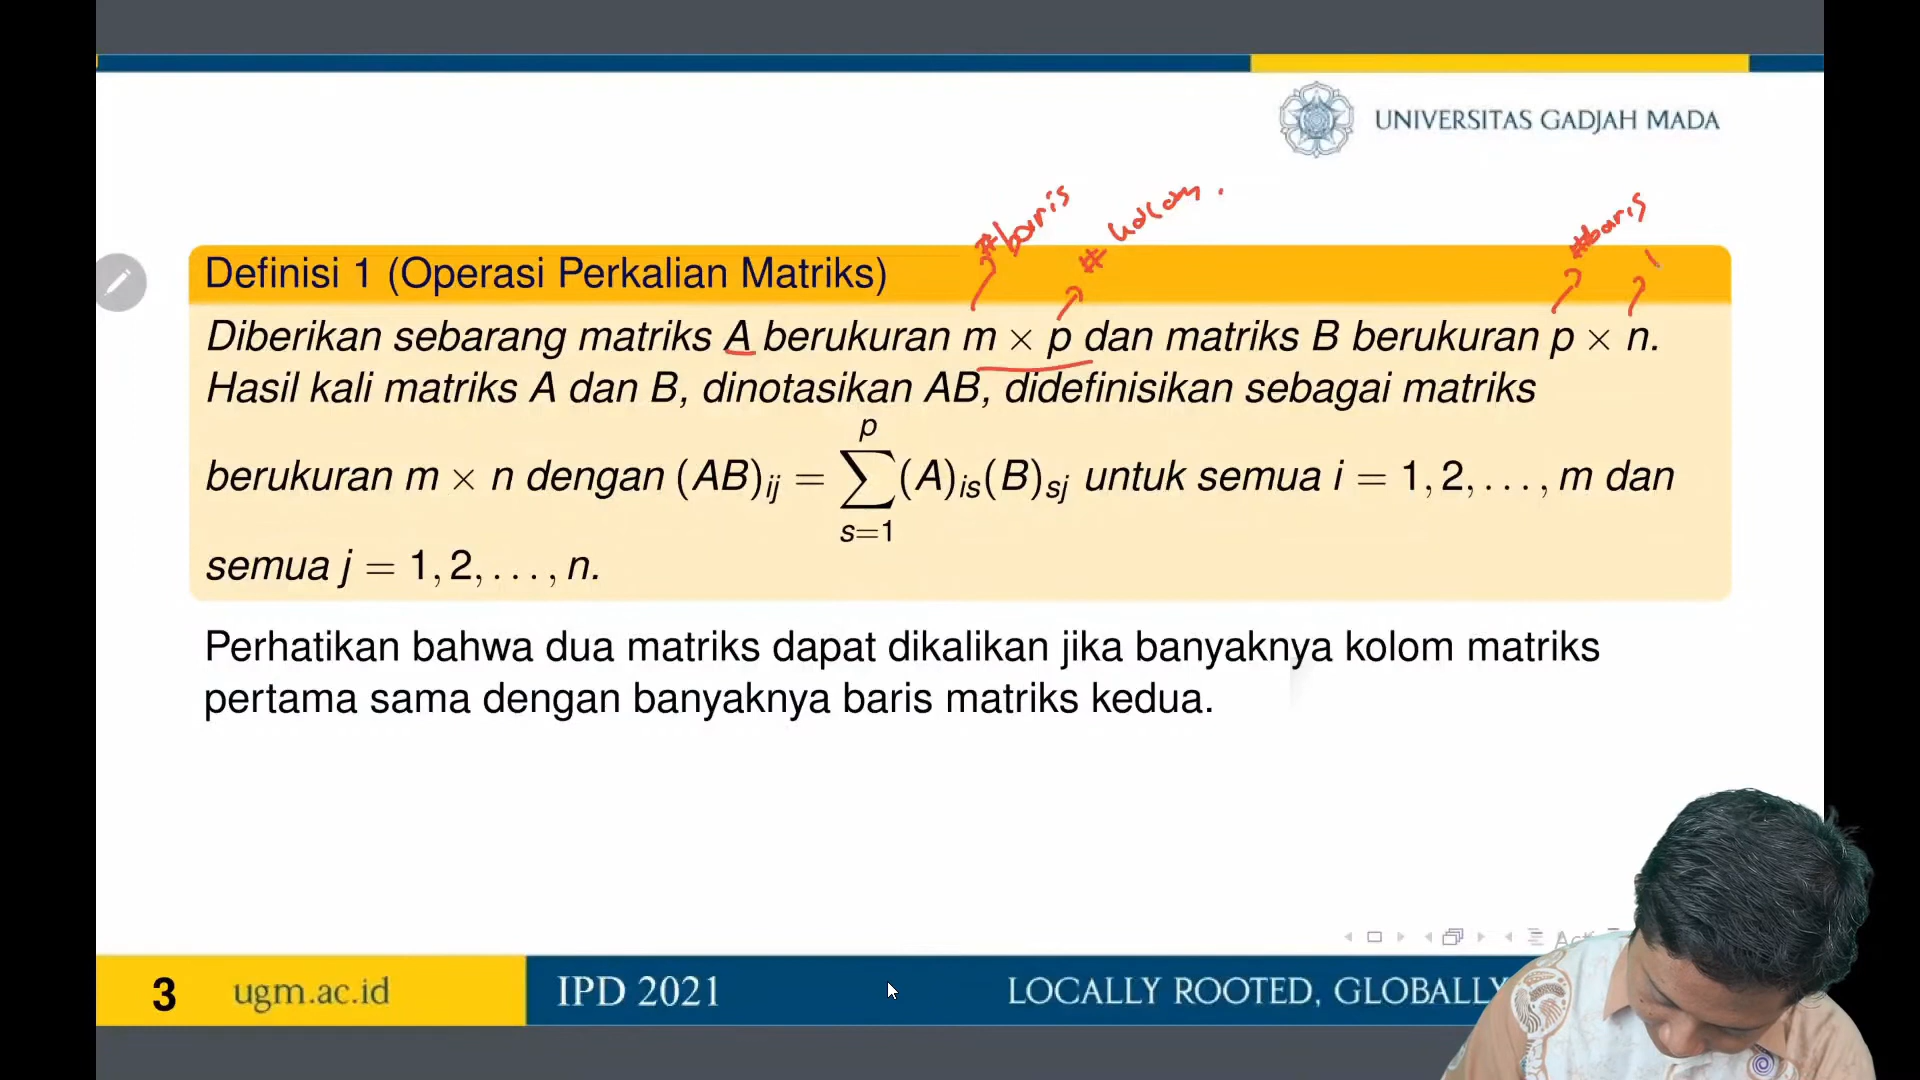 UNIVERSITAS GADJAH MADA
#baris # kolom. #baris
Definisi 1 (Operasi Perkalian Matriks)
Diberikan sebarang matriks A berukuran m × p dan matriks B berukuran p × n.
Hasil kali matriks A dan B, dinotasikan AB, didefinisikan sebagai matriks
berukuran m × n dengan (AB)ij = ∑ p s=1 (A)is(B)sj untuk semua i = 1, 2, . . . , m dan
semua j = 1, 2, . . . , n.
Perhatikan bahwa dua matriks dapat dikalikan jika banyaknya kolom matriks
pertama sama dengan banyaknya baris matriks kedua.
3 ugm.ac.id IPD 2021 LOCALLY ROOTED, GLOBALLY